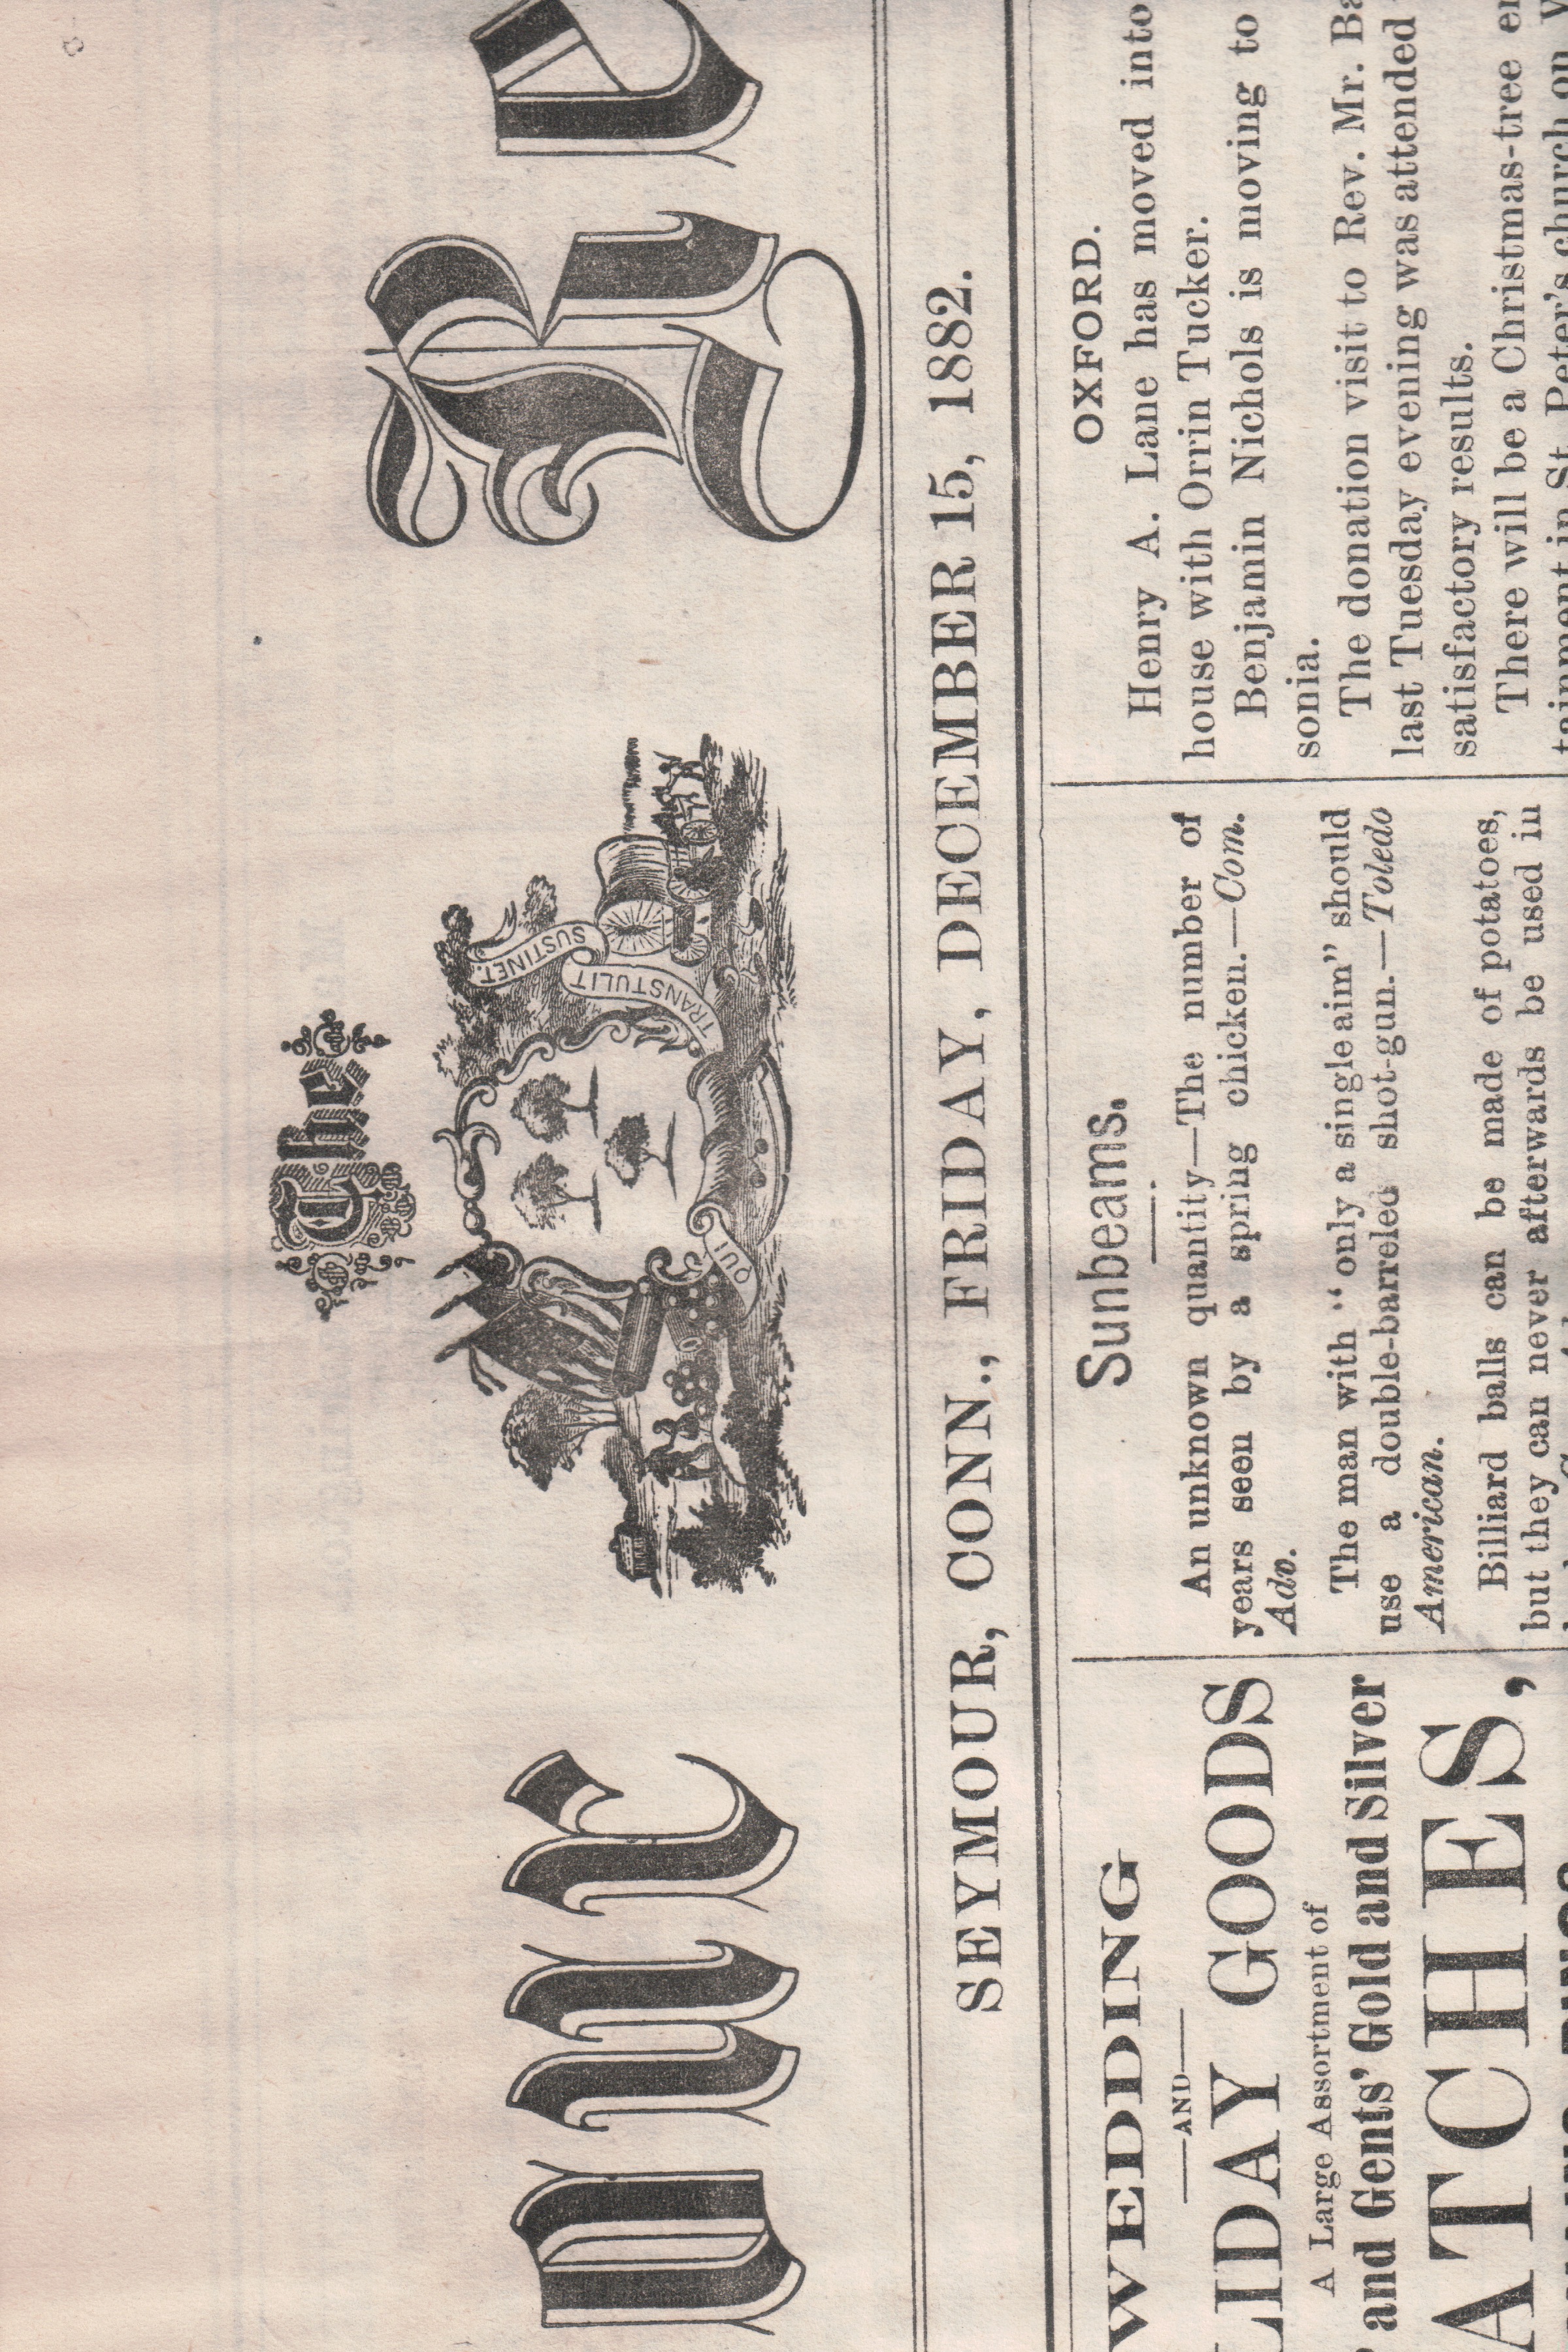 The
our Re
QUI TRANSTULIT SUSTINET.
SEYMOUR, CONN., FRIDAY, DECEMBER 15, 1882.
WEDDING
—AND—
LIDAY GOODS
A Large Assortment of
and Gents' Gold and Silver
ATCHES,
Sunbeams.
An unknown quantity—The number of
years seen by a spring chicken.—Com.
Adv.
The man with "only a single aim" should
use a double-barreled shot-gun.—Toledo
American.
Billiard balls can be made of potatoes,
but they can never afterwards be used in
OXFORD.
Henry A. Lane has moved into
house with Orrin Tucker.
Benjamin Nichols is moving to
sonia.
The donation visit to Rev. Mr. Ba
last Tuesday evening was attended
satisfactory results.
There will be a Christmas-tree en
tainment in St. Peter's church on